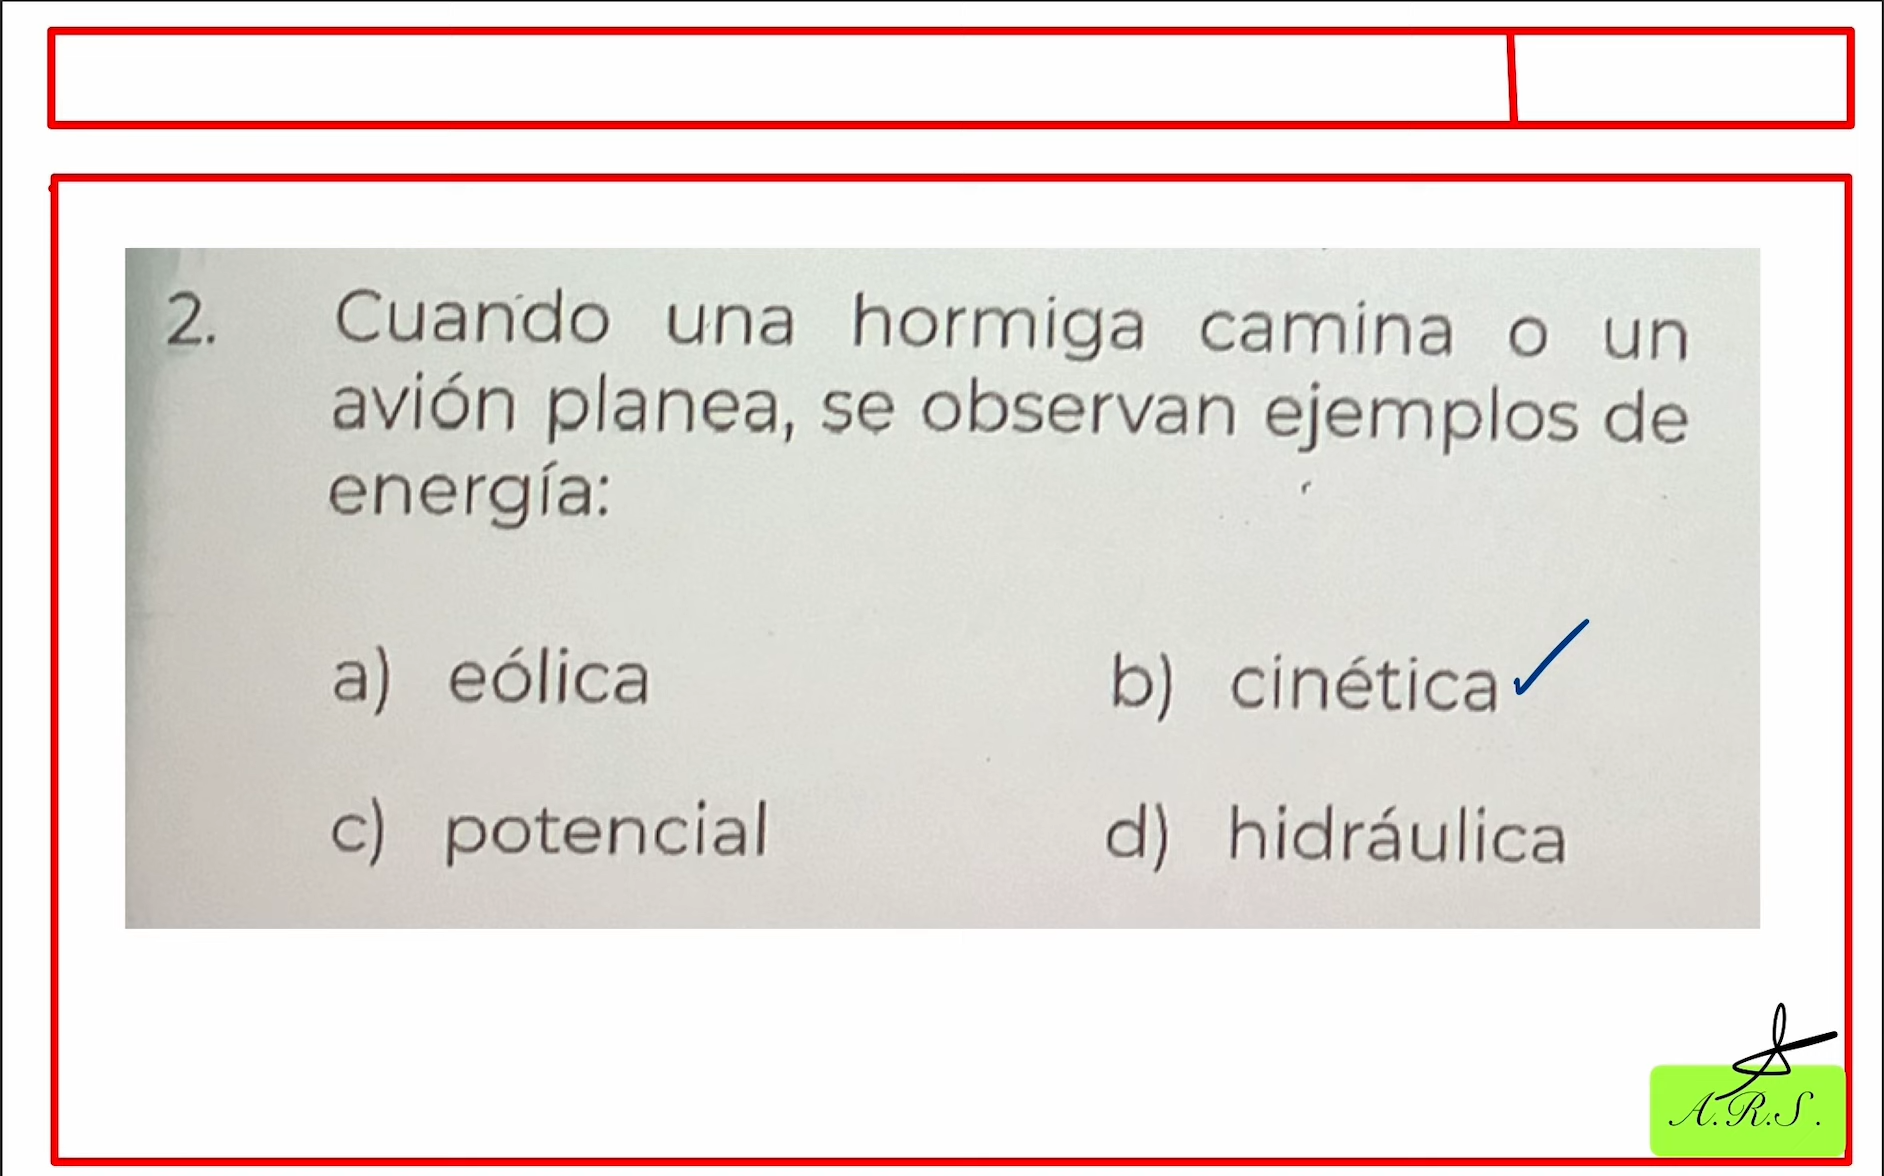 2. Cuando una hormiga camina o un
avión planea, se observan ejemplos de
energía:
a) eólica
b) cinética
c) potencial
d) hidráulica
A.R.S.